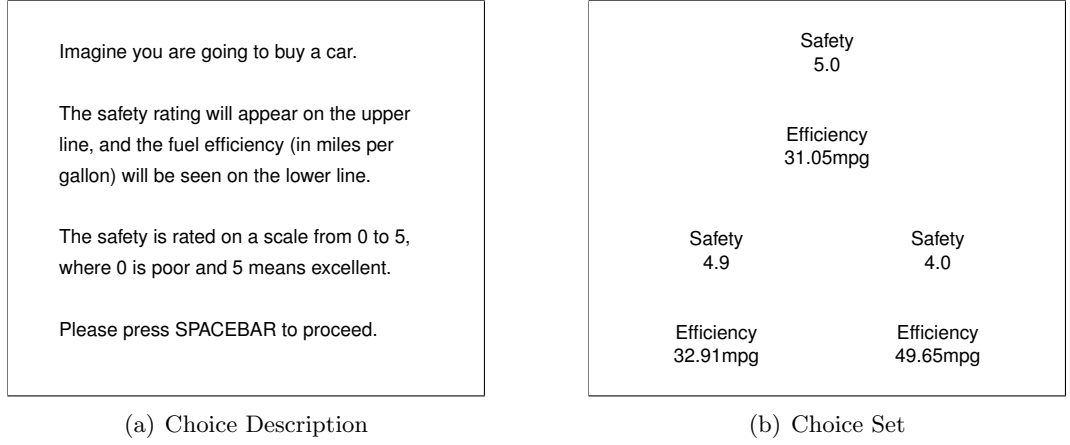 Imagine you are going to buy a car.
The safety rating will appear on the upper
line, and the fuel efficiency (in miles per
gallon) will be seen on the lower line.
The safety is rated on a scale from 0 to 5,
where 0 is poor and 5 means excellent.
Please press SPACEBAR to proceed.
(a) Choice Description
Safety
5.0
Efficiency
31.05mpg
Safety
4.9
Efficiency
32.91mpg
Safety
4.0
Efficiency
49.65mpg
(b) Choice Set